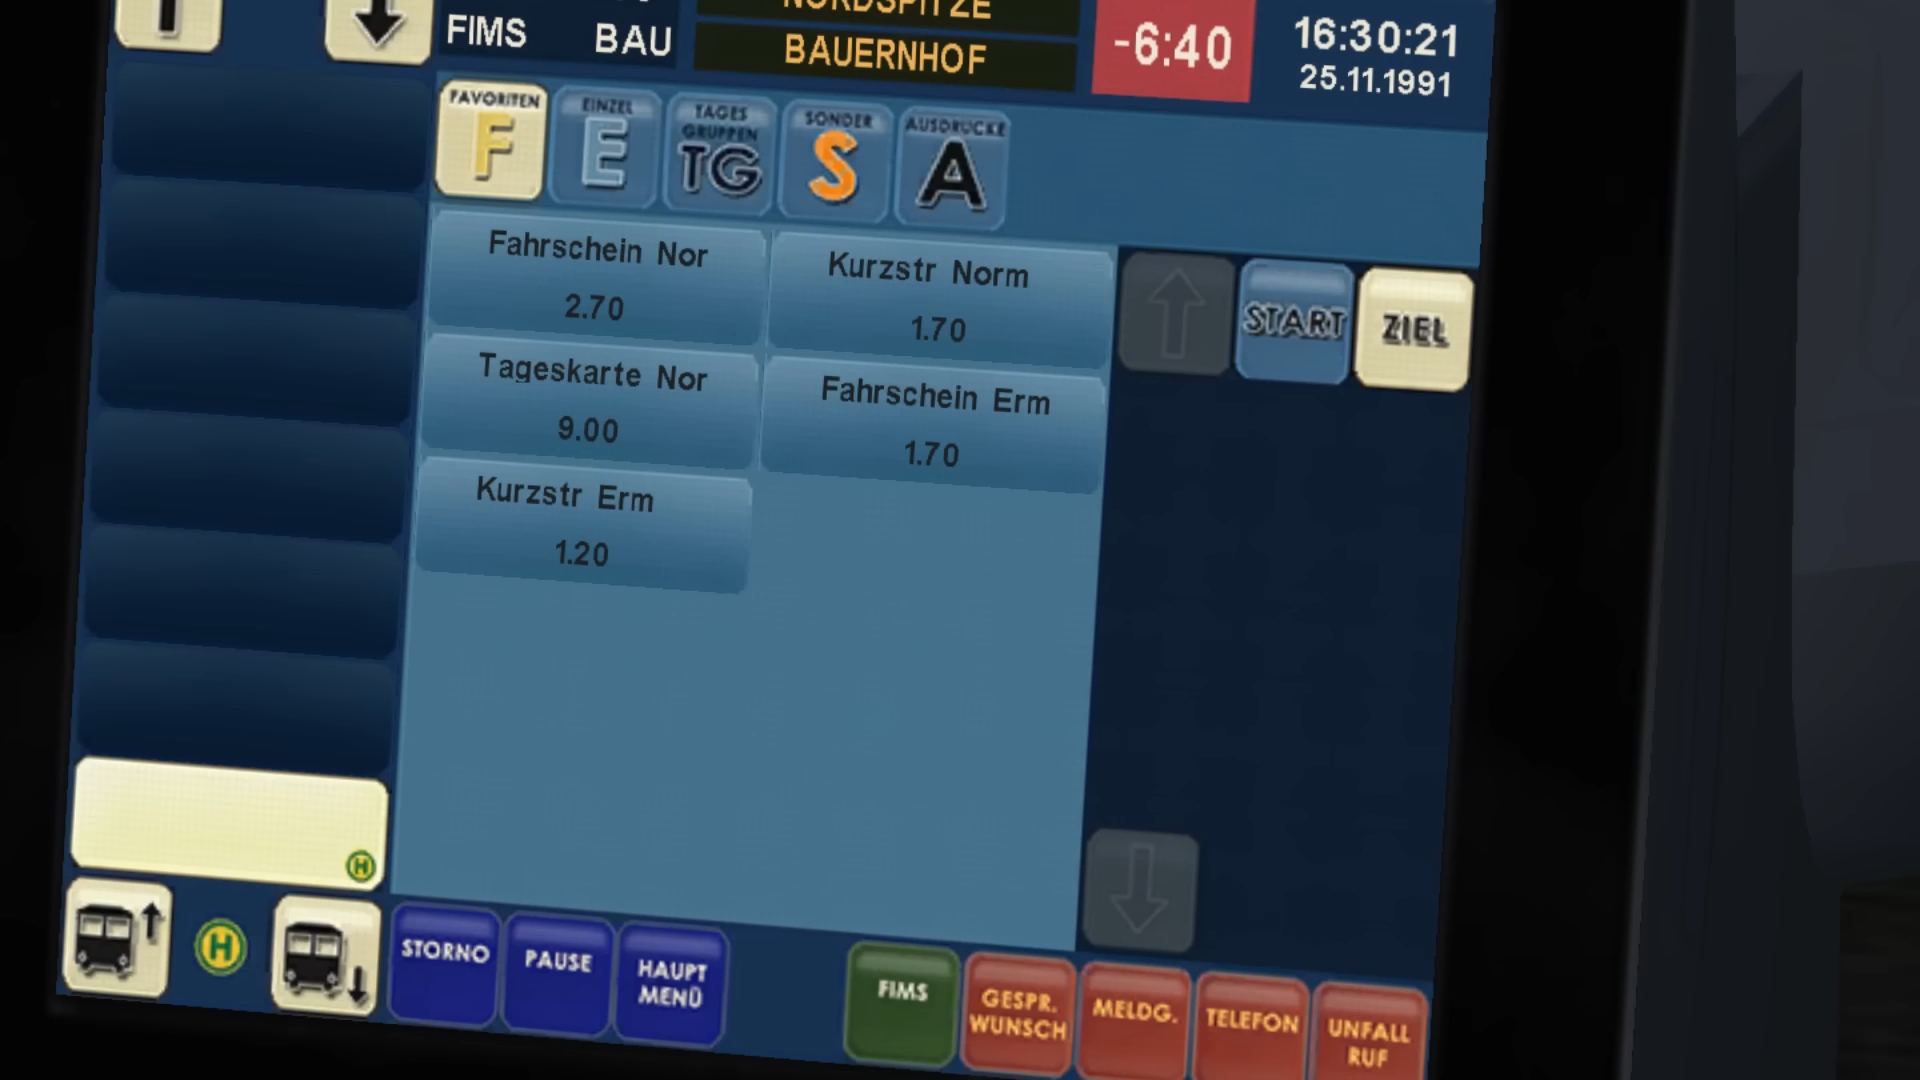 NORDSPITZE
FIMS BAU
BAUERNHOF
-6:40
16:30:21
25.11.1991
FAVORITEN
F
EINZEL
E
TAGES
GRUPPEN
TG
SONDER
S
AUSDRUCKE
A
Fahrschein Nor
2.70
Kurzstr Norm
1.70
START
ZIEL
Tageskarte Nor
9.00
Fahrschein Erm
1.70
Kurzstr Erm
1.20
H
H
STORNO
PAUSE
HAUPT
MENÜ
FIMS
GESPR.
WUNSCH
MELDG.
TELEFON
UNFALL
RUF